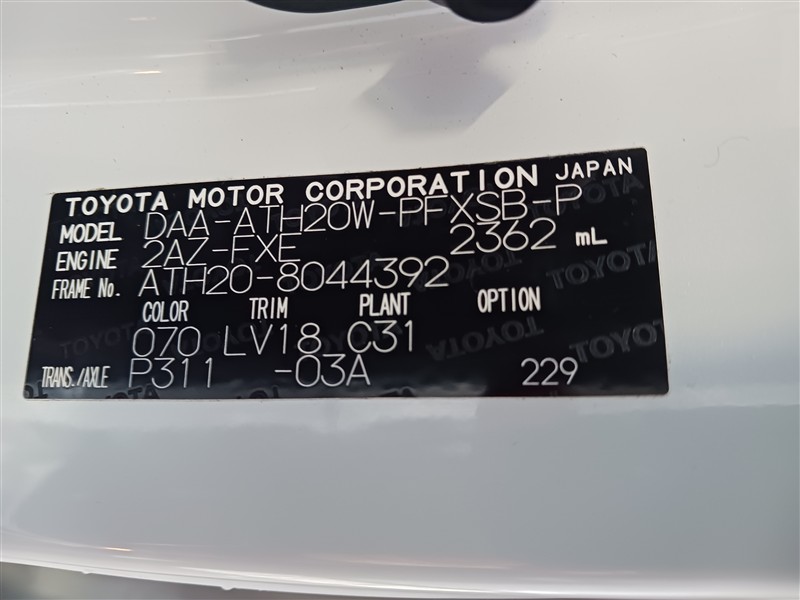 TOYOTA MOTOR CORPORATION JAPAN
MODEL DAA-ATH20W-PFXSB-P
ENGINE 2AZ-FXE 2362 mL
FRAME No. ATH20-8044392
COLOR TRIM PLANT OPTION
070 LV18 C31
TRANS./AXLE P311 -03A 229